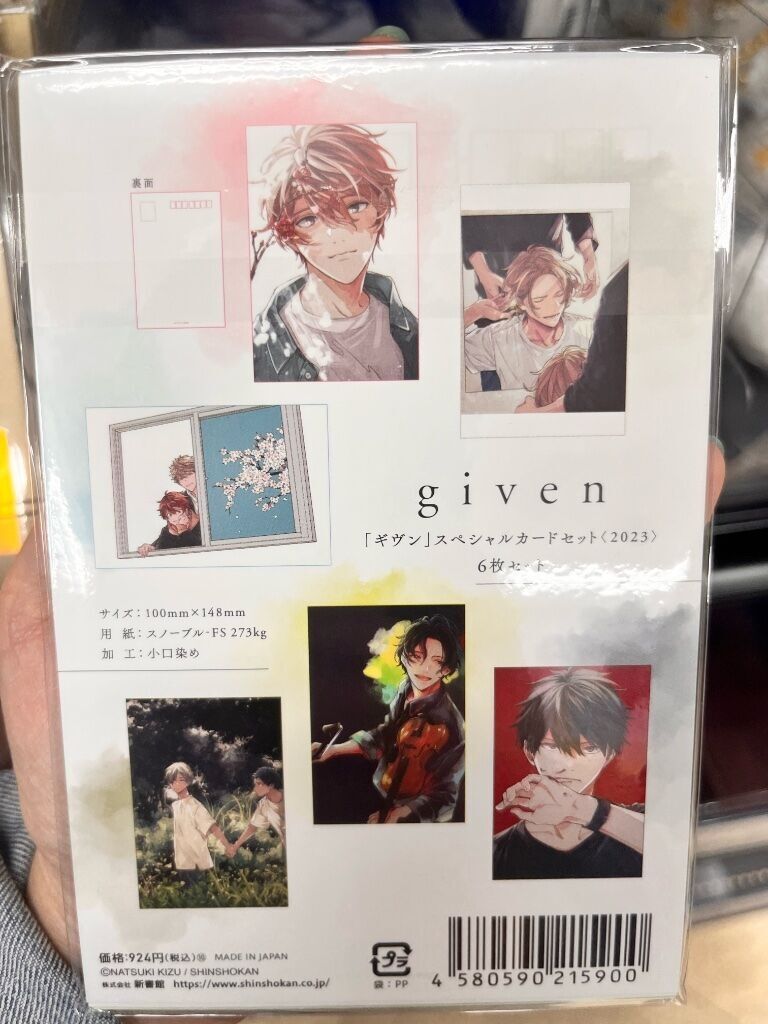 裏面
given
「ギヴン」スペシャルカードセット〈2023〉
6枚セット
サイズ：100mm×148mm
用 紙：スノーブル-FS 273kg
加 工：小口染め
価格：924円(税込)⑩ MADE IN JAPAN
©NATSUKI KIZU / SHINSHOKAN
株式会社 新書館 https://www.shinshokan.co.jp/
プラ
袋：PP
4 580590 215900